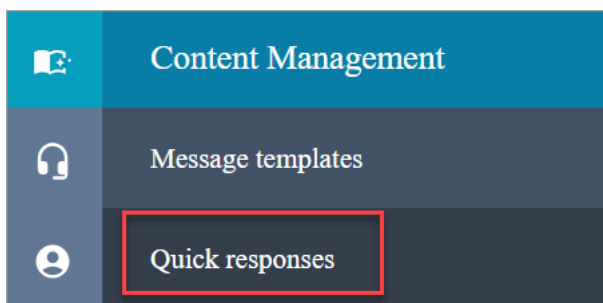 Content Management
Message templates
Quick responses